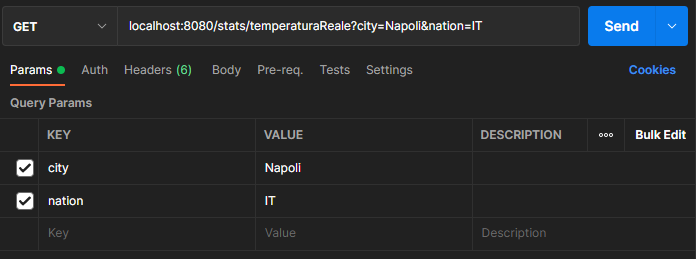 GET localhost:8080/stats/temperaturaReale?city=Napoli&nation=IT Send
Params Auth Headers (6) Body Pre-req. Tests Settings Cookies
Query Params
KEY VALUE DESCRIPTION ooo Bulk Edit
city Napoli
nation IT
Key Value Description